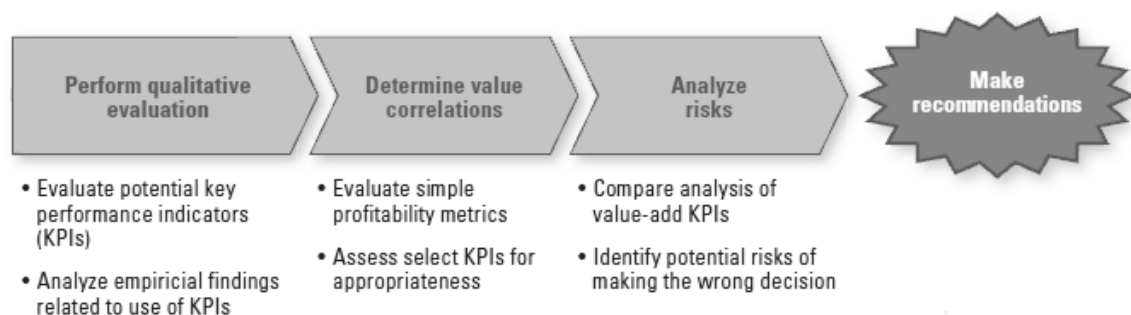 Perform qualitative
evaluation
Determine value
correlations
Analyze
risks
Make
recommendations
• Evaluate potential key
performance indicators
(KPIs)
• Analyze empiricial findings
related to use of KPIs
• Evaluate simple
profitability metrics
• Assess select KPIs for
appropriateness
• Compare analysis of
value-add KPIs
• Identify potential risks of
making the wrong decision